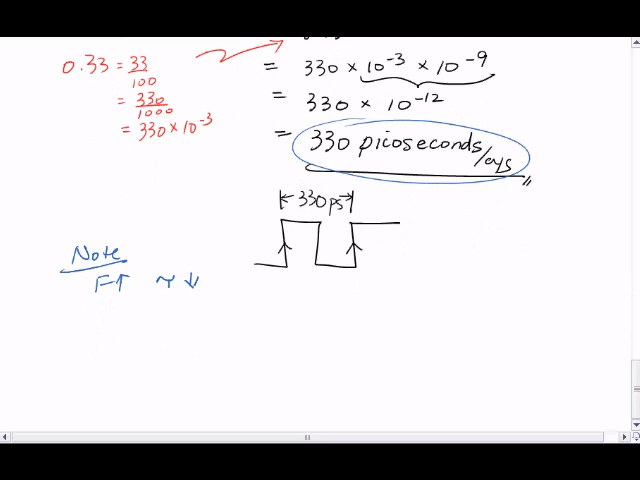 0.33 = 33/100
= 330/1000
= 330 × 10⁻³
= 330 × 10⁻³ × 10⁻⁹
= 330 × 10⁻¹²
= 330 picoseconds/cys
330ps
Note
F↑ ~ ↓